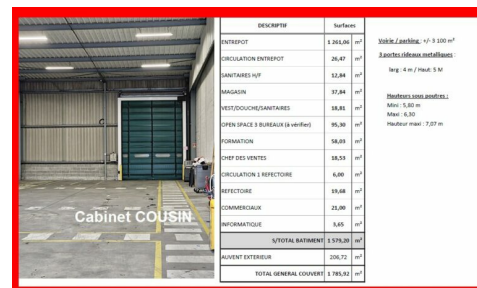 DESCRIPTIF Surfaces
ENTREPOT 1 261,06 m²
CIRCULATION ENTREPOT 26,47 m²
SANITAIRES H/F 12,84 m²
MAGASIN 37,84 m²
VEST/DOUCHE/SANITAIRES 18,81 m²
OPEN SPACE 3 BUREAUX (à vérifier) 95,30 m²
FORMATION 58,03 m²
CHEF DES VENTES 18,53 m²
CIRCULATION 1 REFECTOIRE 6,00 m²
REFECTOIRE 19,68 m²
COMMERCIAUX 21,00 m²
INFORMATIQUE 3,65 m²
S/TOTAL BATIMENT 1 579,20 m²
AUVENT EXTERIEUR 206,72 m²
TOTAL GENERAL COUVERT 1 785,92 m²
Voirie / parking : +/- 3 100 m²
3 portes rideaux metalliques :
larg : 4 m / Haut: 5 M
Hauteurs sous poutres :
Mini : 5,80 m
Maxi : 6,30
Hauteur maxi : 7,07 m
Cabinet COUSIN